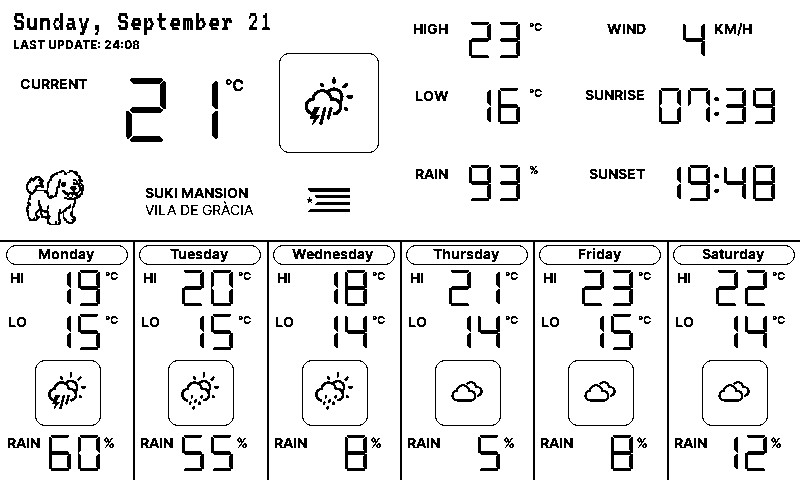 Sunday, September 21
LAST UPDATE: 24:08
CURRENT 21 °C
HIGH 23 °C
WIND 4 KM/H
LOW 16 °C
SUNRISE 07:39
RAIN 93 %
SUNSET 19:48
SUKI MANSION
VILA DE GRÀCIA
Monday
HI 19 °C
LO 15 °C
RAIN 60 %
Tuesday
HI 20 °C
LO 15 °C
RAIN 55 %
Wednesday
HI 18 °C
LO 14 °C
RAIN 8 %
Thursday
HI 21 °C
LO 14 °C
RAIN 5 %
Friday
HI 23 °C
LO 15 °C
RAIN 8 %
Saturday
HI 22 °C
LO 14 °C
RAIN 12 %